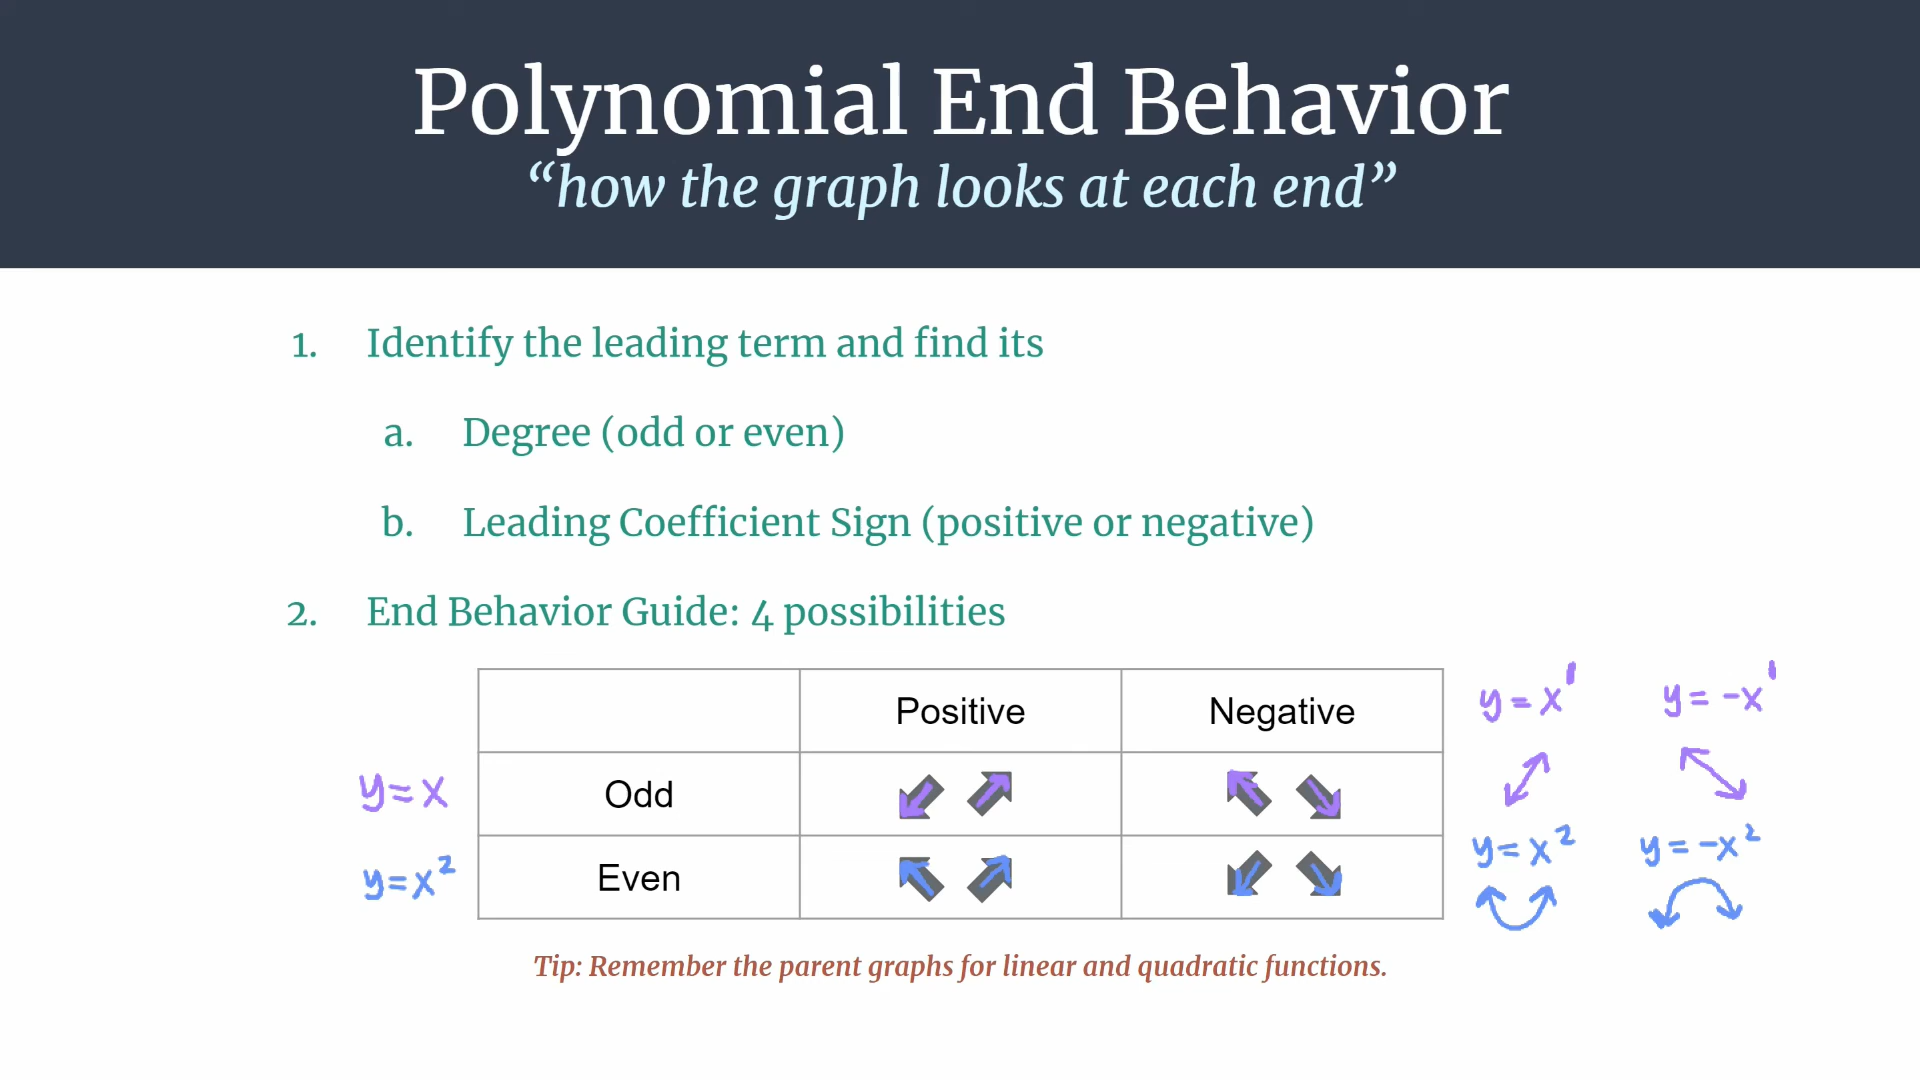 Polynomial End Behavior
“how the graph looks at each end”
1. Identify the leading term and find its
a. Degree (odd or even)
b. Leading Coefficient Sign (positive or negative)
2. End Behavior Guide: 4 possibilities
Positive Negative
y = x¹ y = -x¹
y = x Odd
y = x² Even
y = x² y = -x²
Tip: Remember the parent graphs for linear and quadratic functions.